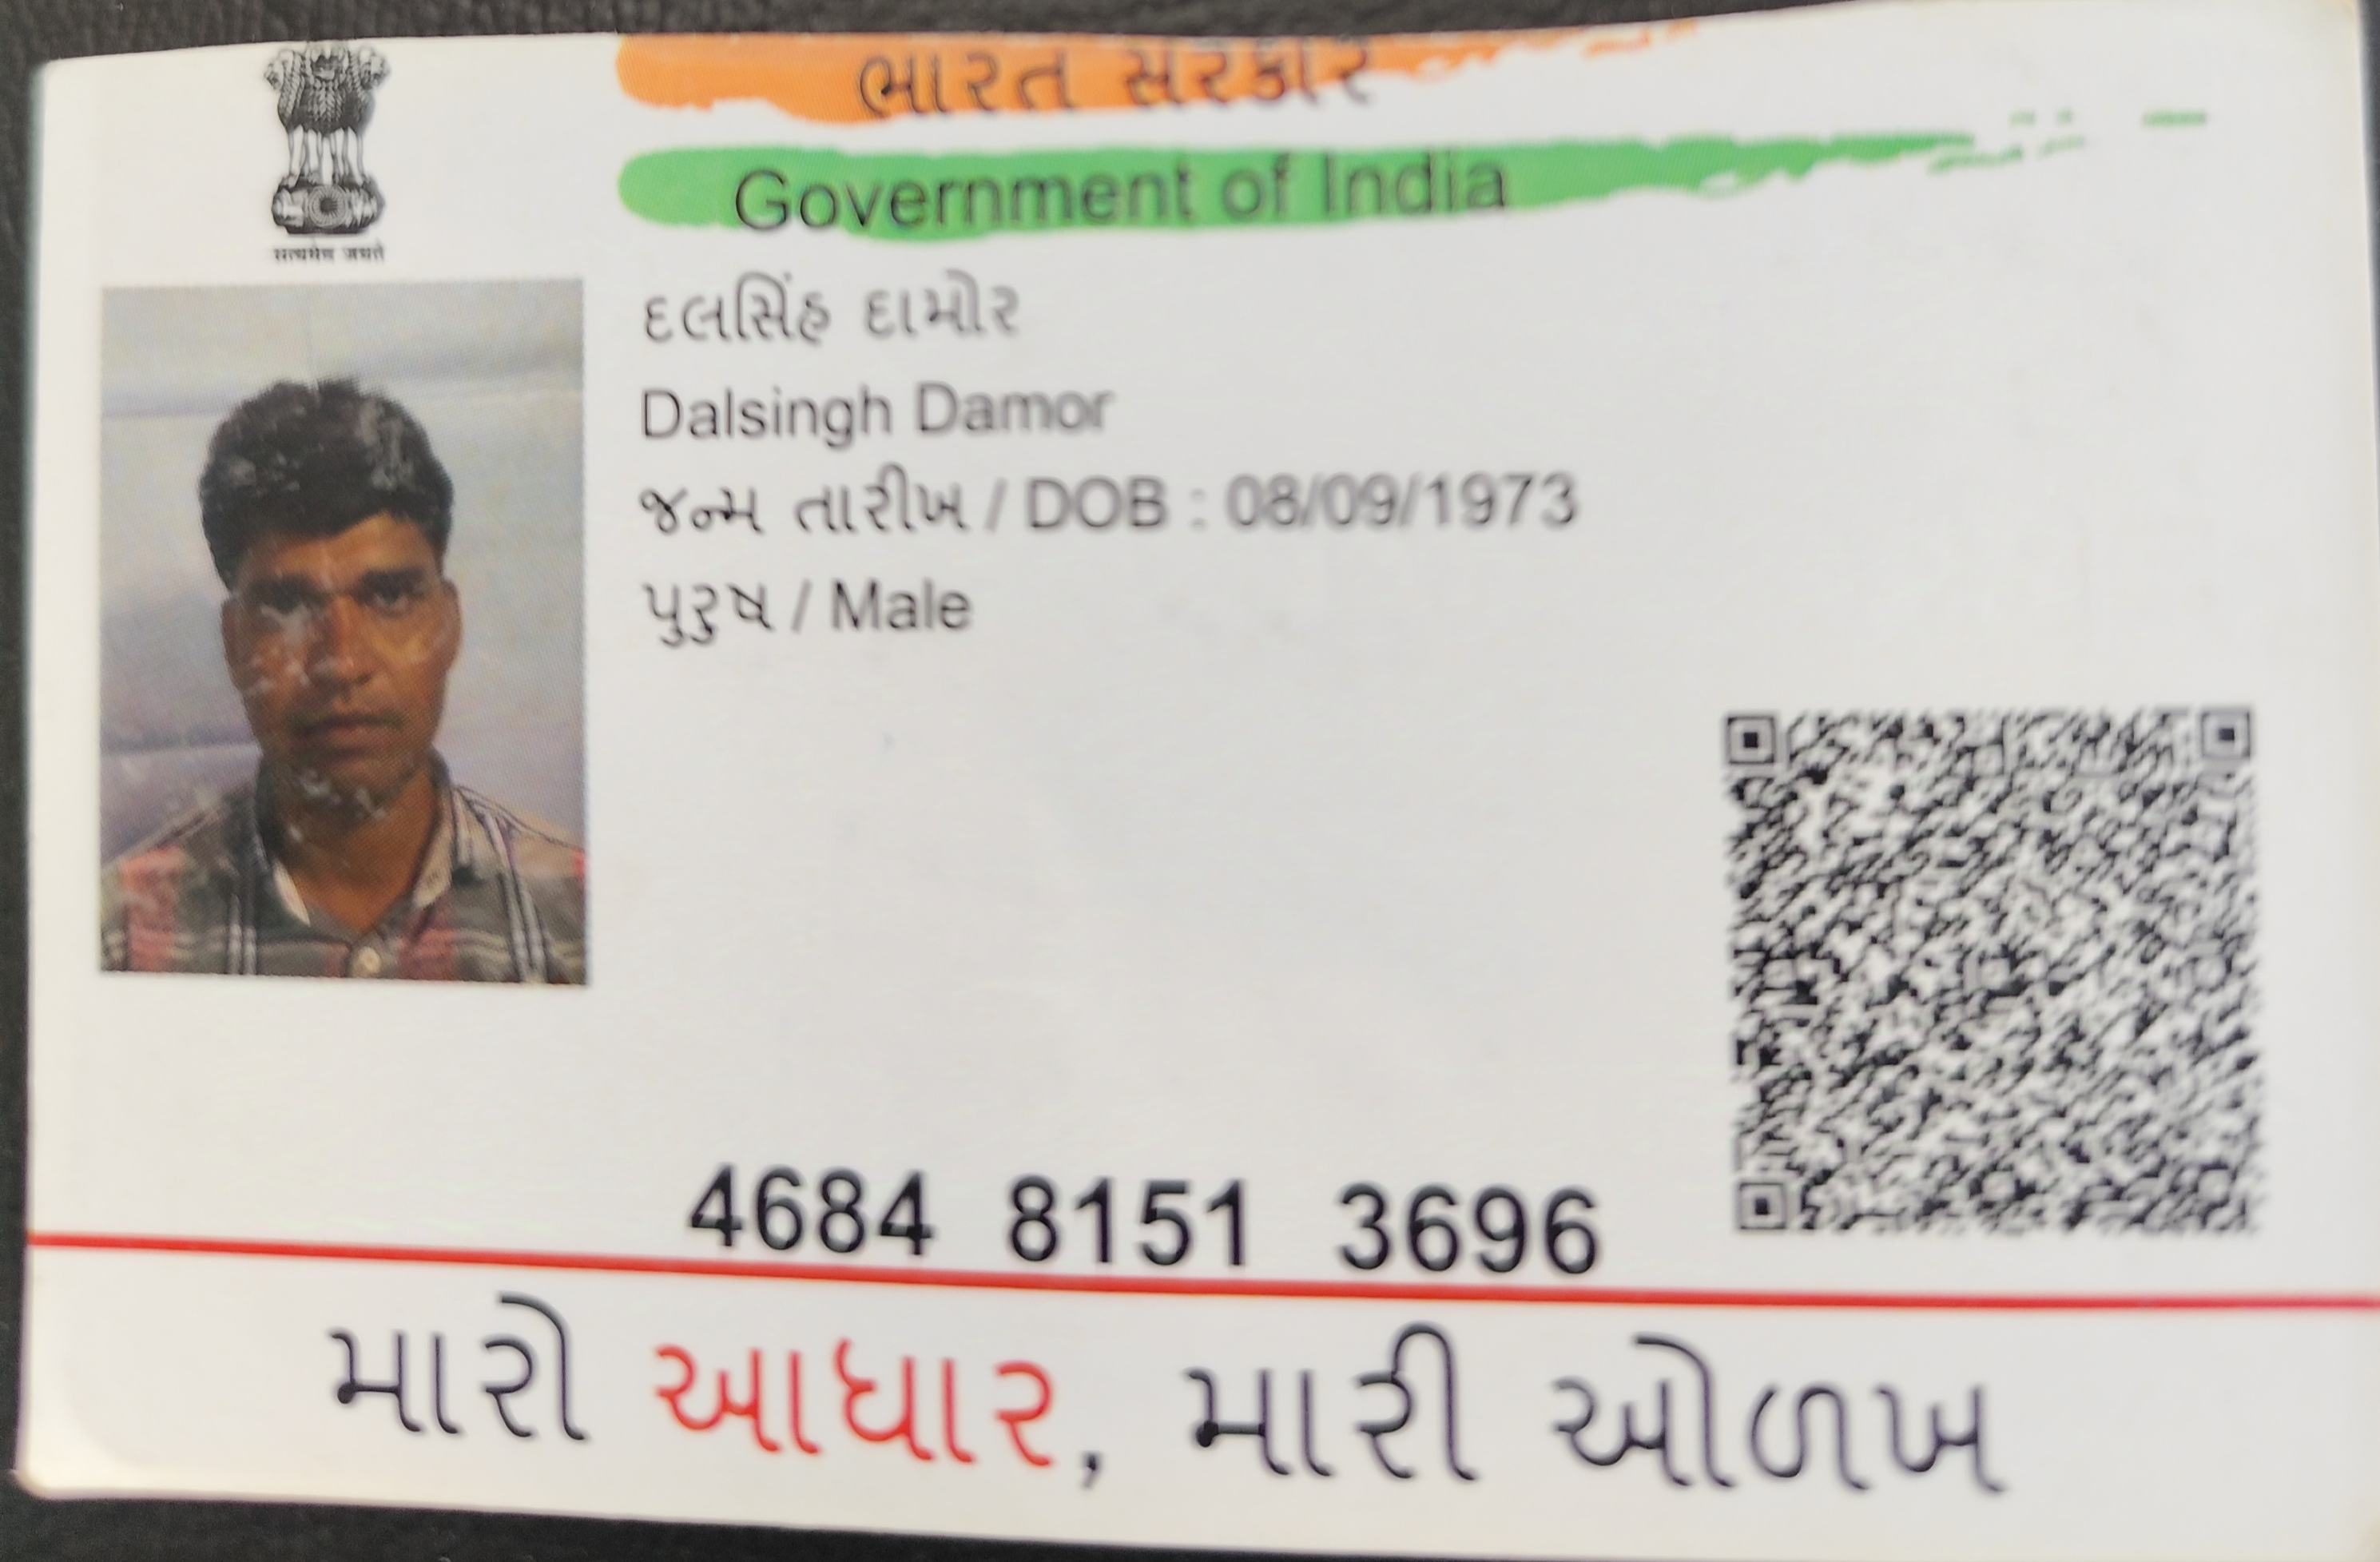 ભારત સરકાર
Government of India
सत्यमेव जयते
દલસિંહ દામોર
Dalsingh Damor
જન્મ તારીખ / DOB : 08/09/1973
પુરુષ / Male
4684 8151 3696
મારો આધાર, મારી ઓળખ